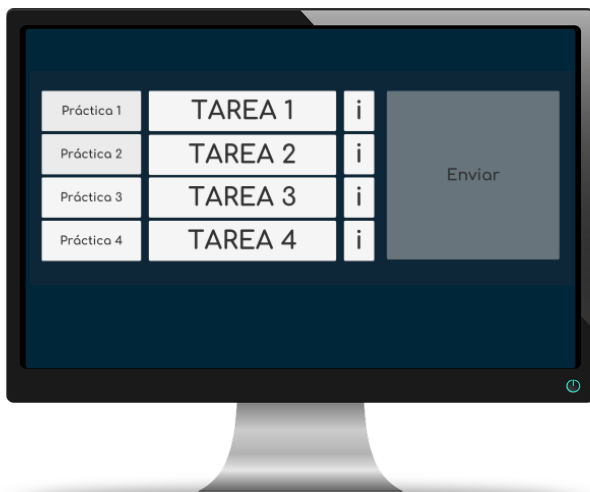 Práctica 1 TAREA 1 i
Práctica 2 TAREA 2 i
Enviar
Práctica 3 TAREA 3 i
Práctica 4 TAREA 4 i